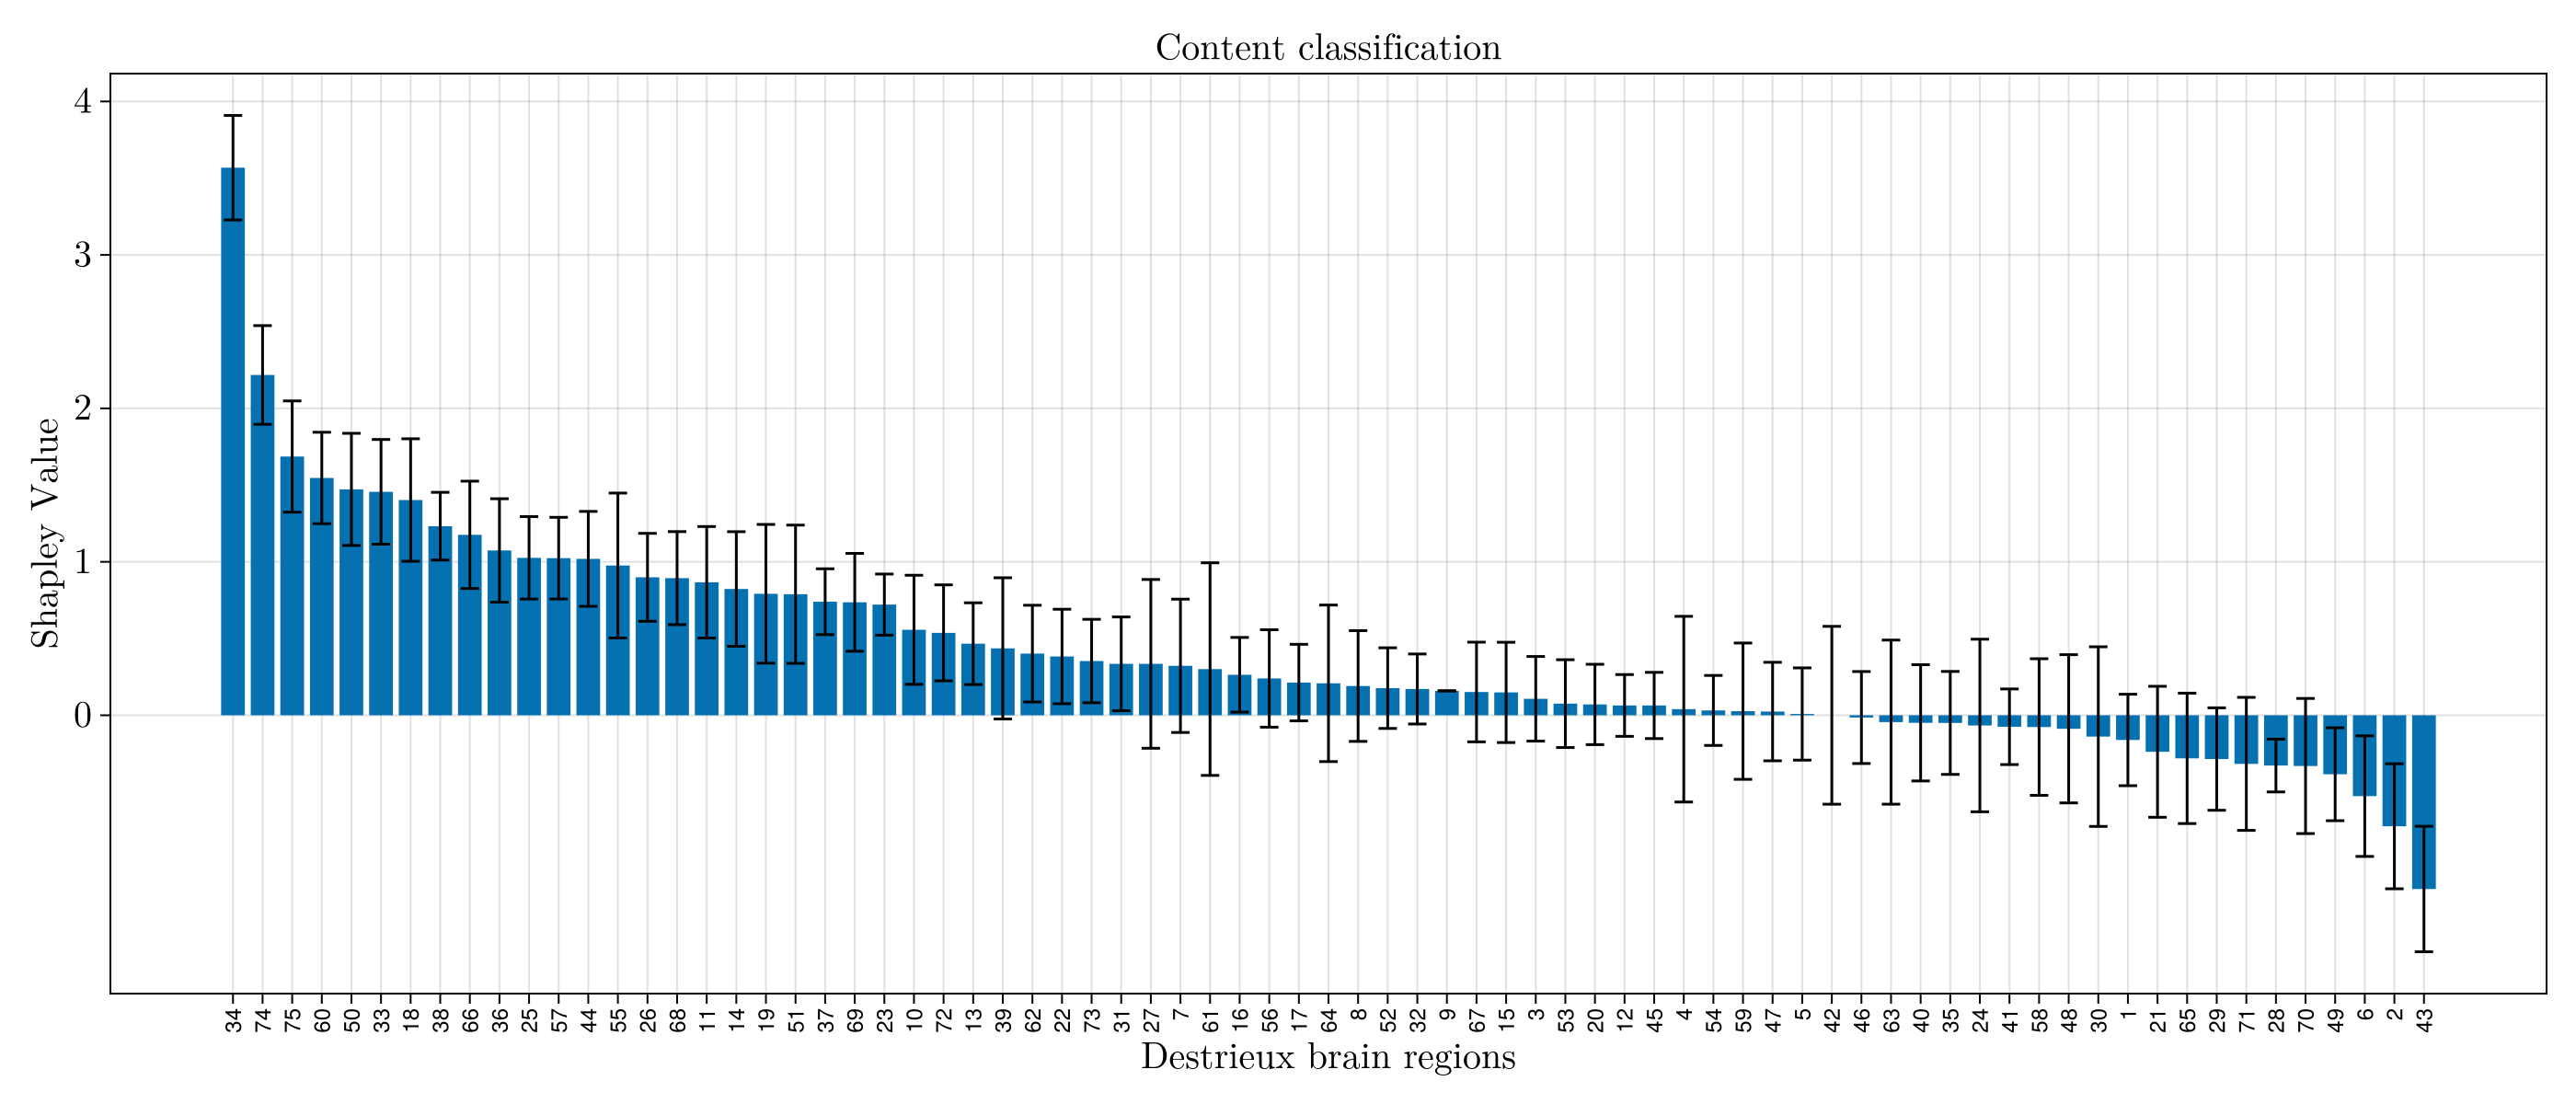 Content classification
Shapley Value
4
3
2
1
0
34 74 75 60 50 33 18 38 66 36 25 57 44 55 26 68 11 14 19 51 37 69 23 10 72 13 39 62 22 73 31 27 7 61 16 56 17 64 8 52 32 9 67 15 3 53 20 12 45 4 54 59 47 5 42 46 63 40 35 24 41 58 48 30 1 21 65 29 71 28 70 49 6 2 43
Destrieux brain regions